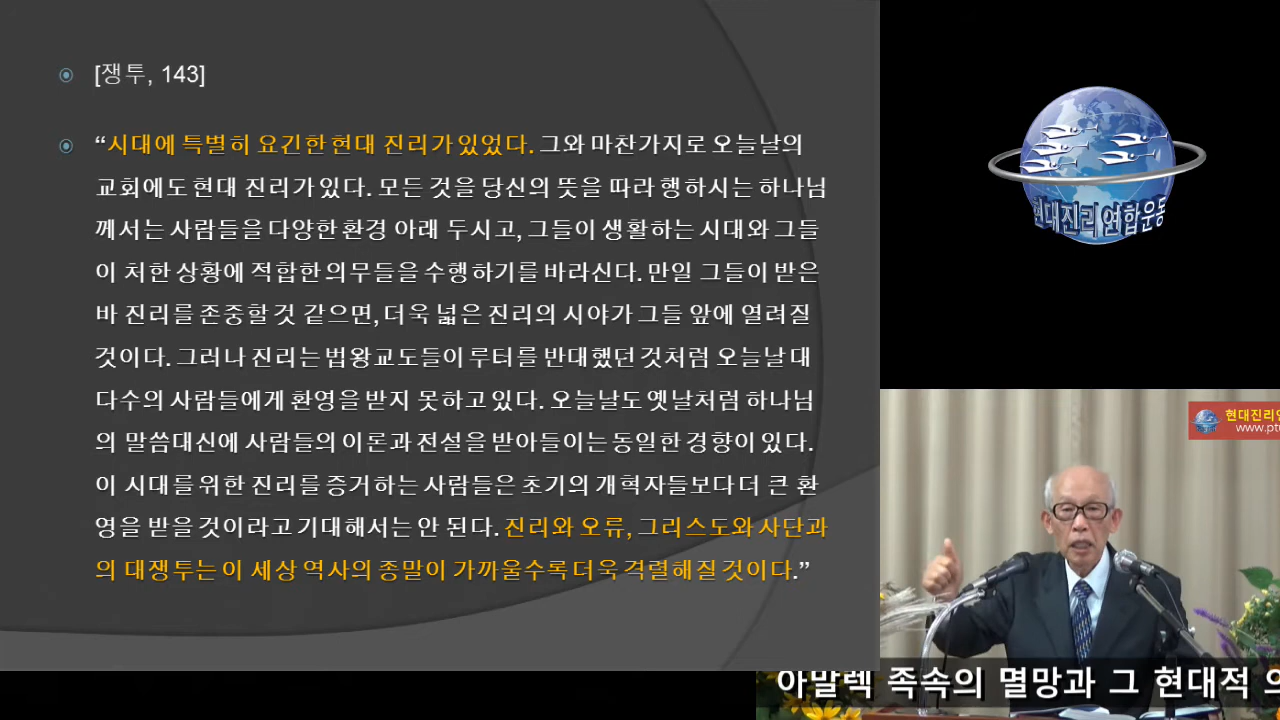 [쟁투, 143]
“시대에 특별히 요긴한 현대 진리가 있었다. 그와 마찬가지로 오늘날의
교회에도 현대 진리가 있다. 모든 것을 당신의 뜻을 따라 행하시는 하나님
께서는 사람들을 다양한 환경 아래 두시고, 그들이 생활하는 시대와 그들
이 처한 상황에 적합한 의무들을 수행하기를 바라신다. 만일 그들이 받은
바 진리를 존중할 것 같으면, 더욱 넓은 진리의 시야가 그들 앞에 열려질
것이다. 그러나 진리는 법왕교도들이 루터를 반대했던 것처럼 오늘날 대
다수의 사람들에게 환영을 받지 못하고 있다. 오늘날도 옛날처럼 하나님
의 말씀대신에 사람들의 이론과 전설을 받아들이는 동일한 경향이 있다.
이 시대를 위한 진리를 증거하는 사람들은 초기의 개혁자들보다 더 큰 환
영을 받을 것이라고 기대해서는 안 된다. 진리와 오류, 그리스도와 사단과
의 대쟁투는 이 세상 역사의 종말이 가까울수록 더욱 격렬해질 것이다.”
현대진리연합운동
현대진리연
www.ptu
아말렉 족속의 멸망과 그 현대적 의